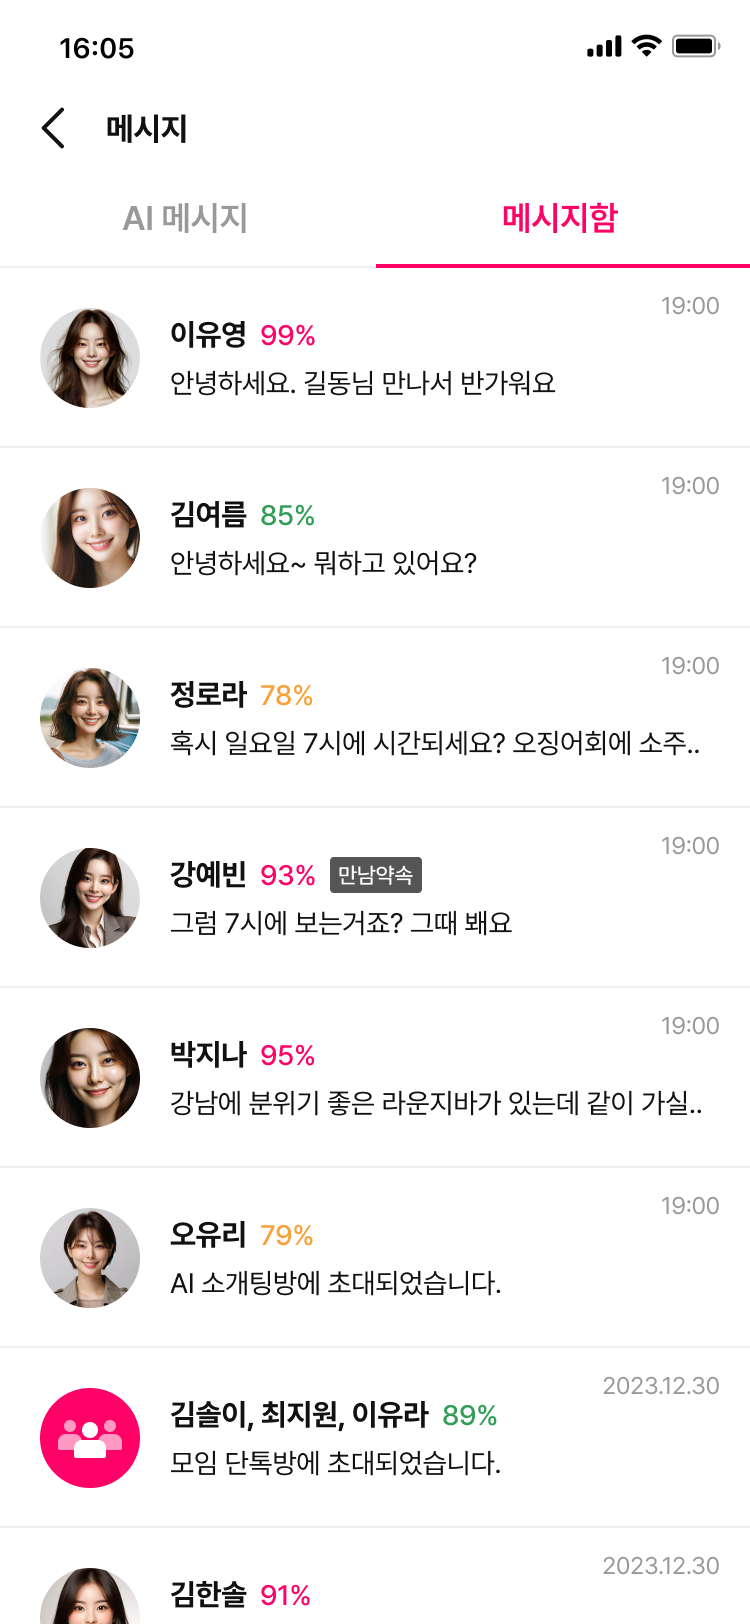 16:05
메시지
AI 메시지
메시지함
이유영 99%
19:00
안녕하세요. 길동님 만나서 반가워요
김여름 85%
19:00
안녕하세요~ 뭐하고 있어요?
정로라 78%
19:00
혹시 일요일 7시에 시간되세요? 오징어회에 소주..
강예빈 93% 만남약속
19:00
그럼 7시에 보는거죠? 그때 봬요
박지나 95%
19:00
강남에 분위기 좋은 라운지바가 있는데 같이 가실..
오유리 79%
19:00
AI 소개팅방에 초대되었습니다.
김솔이, 최지원, 이유라 89%
2023.12.30
모임 단톡방에 초대되었습니다.
김한솔 91%
2023.12.30